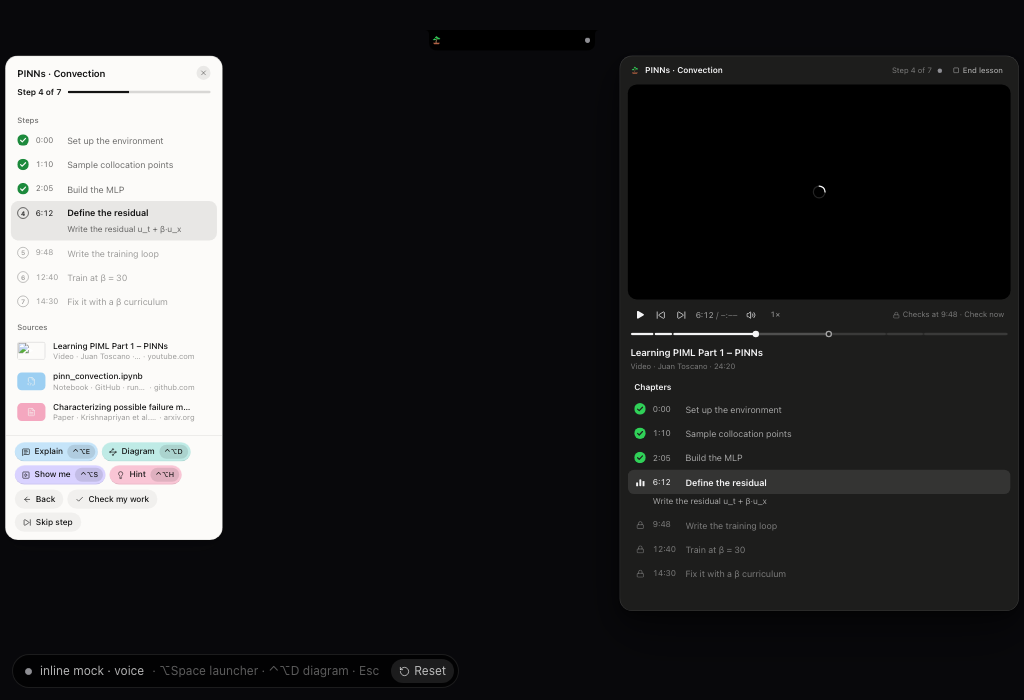 PINNs · Convection
Step 4 of 7
Steps
0:00 Set up the environment
1:10 Sample collocation points
2:05 Build the MLP
4 6:12 Define the residual
Write the residual u_t + β·u_x
5 9:48 Write the training loop
6 12:40 Train at β = 30
7 14:30 Fix it with a β curriculum
Sources
Learning PIML Part 1 – PINNs
Video · Juan Toscano ·... · youtube.com
pinn_convection.ipynb
Notebook · GitHub · run... · github.com
Characterizing possible failure m...
Paper · Krishnapriyan et al.... · arxiv.org
Explain ^⌥E Diagram ^⌥D
Show me ^⌥S Hint ^⌥H
Back Check my work
Skip step
PINNs · Convection Step 4 of 7 End lesson
6:12 / –:–– 1× Checks at 9:48 · Check now
Learning PIML Part 1 – PINNs
Video · Juan Toscano · 24:20
Chapters
0:00 Set up the environment
1:10 Sample collocation points
2:05 Build the MLP
6:12 Define the residual
Write the residual u_t + β·u_x
9:48 Write the training loop
12:40 Train at β = 30
14:30 Fix it with a β curriculum
inline mock · voice · ⌥Space launcher · ^⌥D diagram · Esc Reset